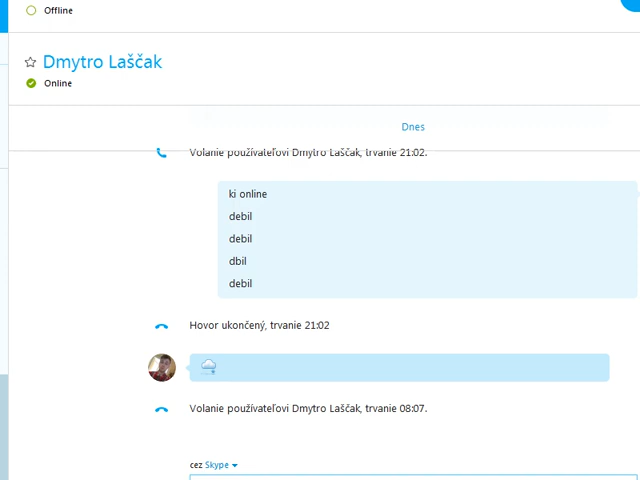 Offline
Dmytro Laščak
Online
Dnes
Volanie používateľovi Dmytro Laščak, trvanie 21:02.
ki online
debil
debil
dbil
debil
Hovor ukončený, trvanie 21:02
Volanie používateľovi Dmytro Laščak, trvanie 08:07.
cez Skype